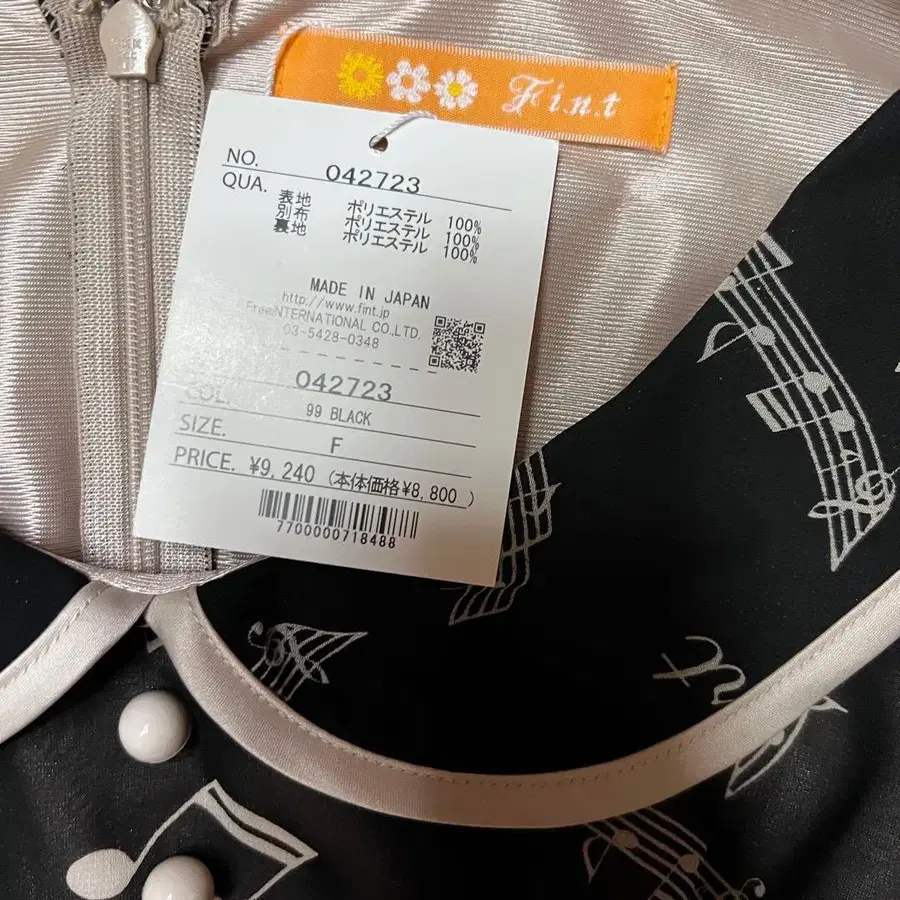 F.i.n.t
NO. 042723
QUA.
表地 ポリエステル 100%
別布 ポリエステル 100%
裏地 ポリエステル 100%
MADE IN JAPAN
http://www.fint.jp
FreeINTERNATIONAL CO.,LTD.
03-5428-0348
042723
COL. 99 BLACK
SIZE. F
PRICE. ¥9,240 (本体価格¥8,800 )
7700000718488